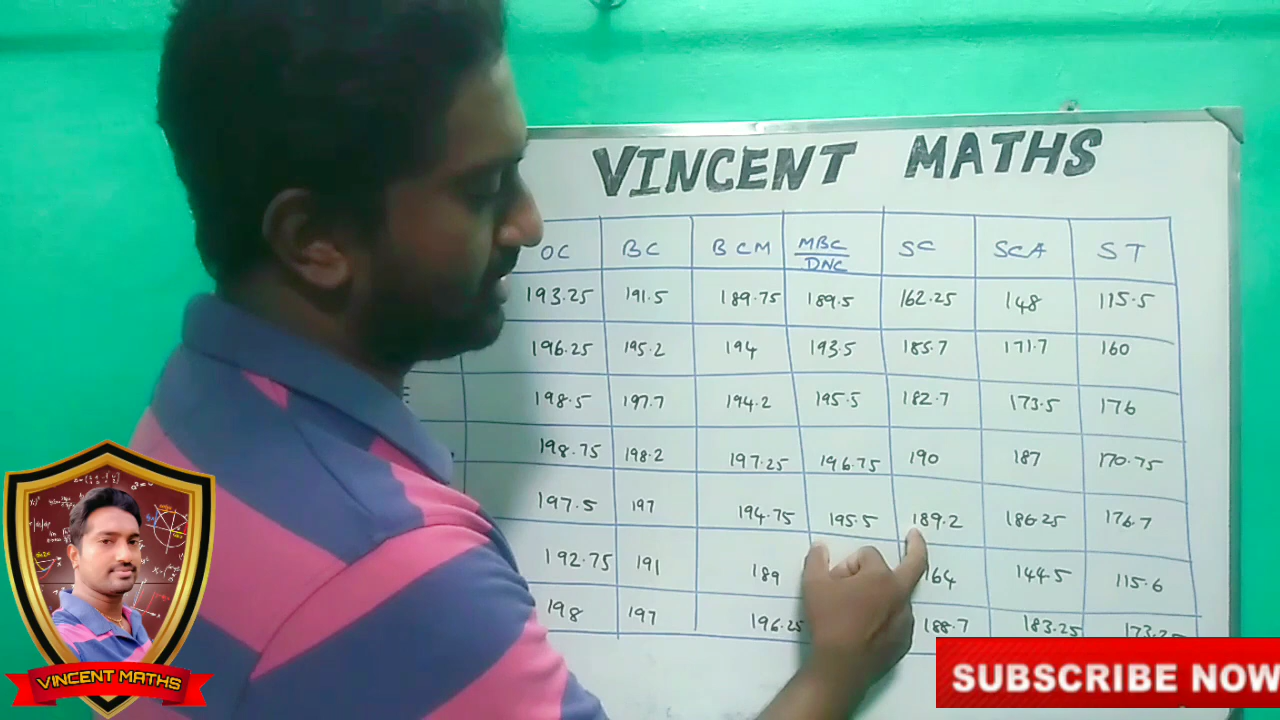 VINCENT MATHS
OC BC BCM MBC/DNC SC SCA ST
193.25 191.5 189.75 189.5 162.25 148 115.5
196.25 195.2 194 193.5 185.7 171.7 160
198.5 197.7 194.2 195.5 182.7 173.5 176
198.75 198.2 197.25 196.75 190 187 170.75
197.5 197 194.75 195.5 189.2 186.25 176.7
192.75 191 189 164 144.5 115.6
198 197 196.25 188.7 183.25 173.25
VINCENT MATHS
SUBSCRIBE NOW